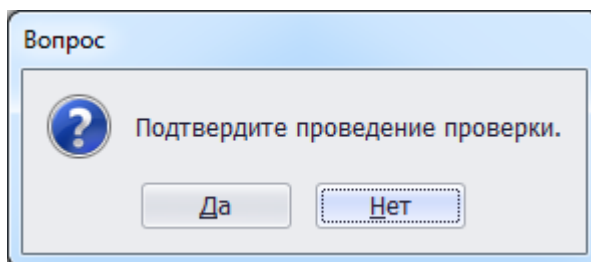 Вопрос
Подтвердите проведение проверки.
Да
Нет